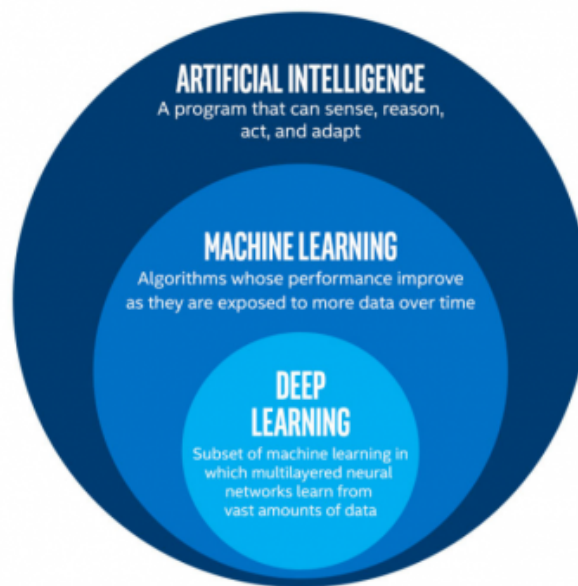 ARTIFICIAL INTELLIGENCE
A program that can sense, reason,
act, and adapt
MACHINE LEARNING
Algorithms whose performance improve
as they are exposed to more data over time
DEEP
LEARNING
Subset of machine learning in
which multilayered neural
networks learn from
vast amounts of data